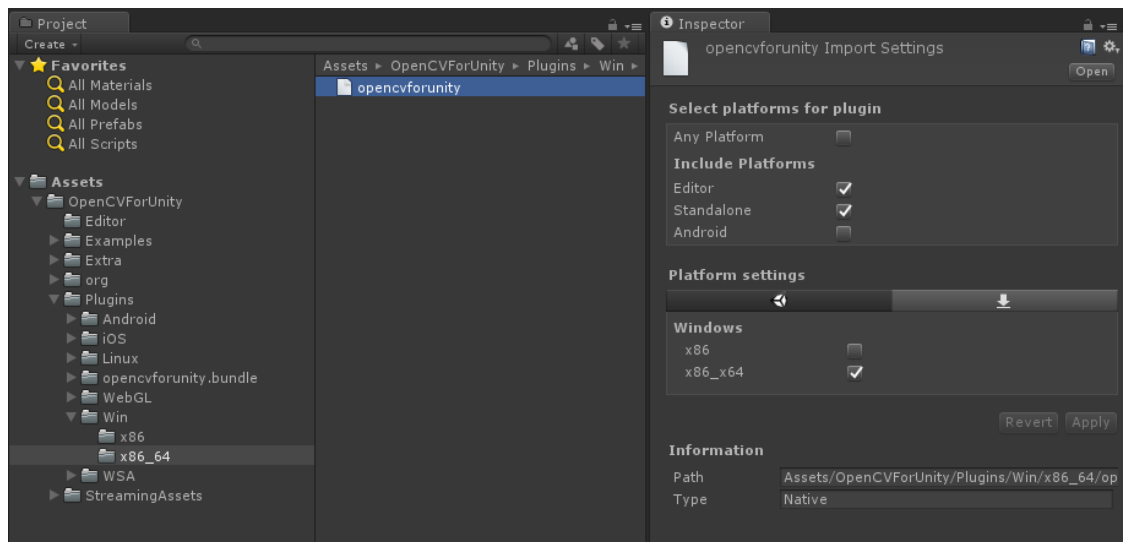 Project
Create
Favorites
All Materials
All Models
All Prefabs
All Scripts
Assets
OpenCVForUnity
Editor
Examples
Extra
org
Plugins
Android
iOS
Linux
opencvforunity.bundle
WebGL
Win
x86
x86_64
WSA
StreamingAssets
Assets ▸ OpenCVForUnity ▸ Plugins ▸ Win ▸
opencvforunity
Inspector
opencvforunity Import Settings
Open
Select platforms for plugin
Any Platform
Include Platforms
Editor
Standalone
Android
Platform settings
Windows
x86
x86_x64
Revert Apply
Information
Path Assets/OpenCVForUnity/Plugins/Win/x86_64/op
Type Native